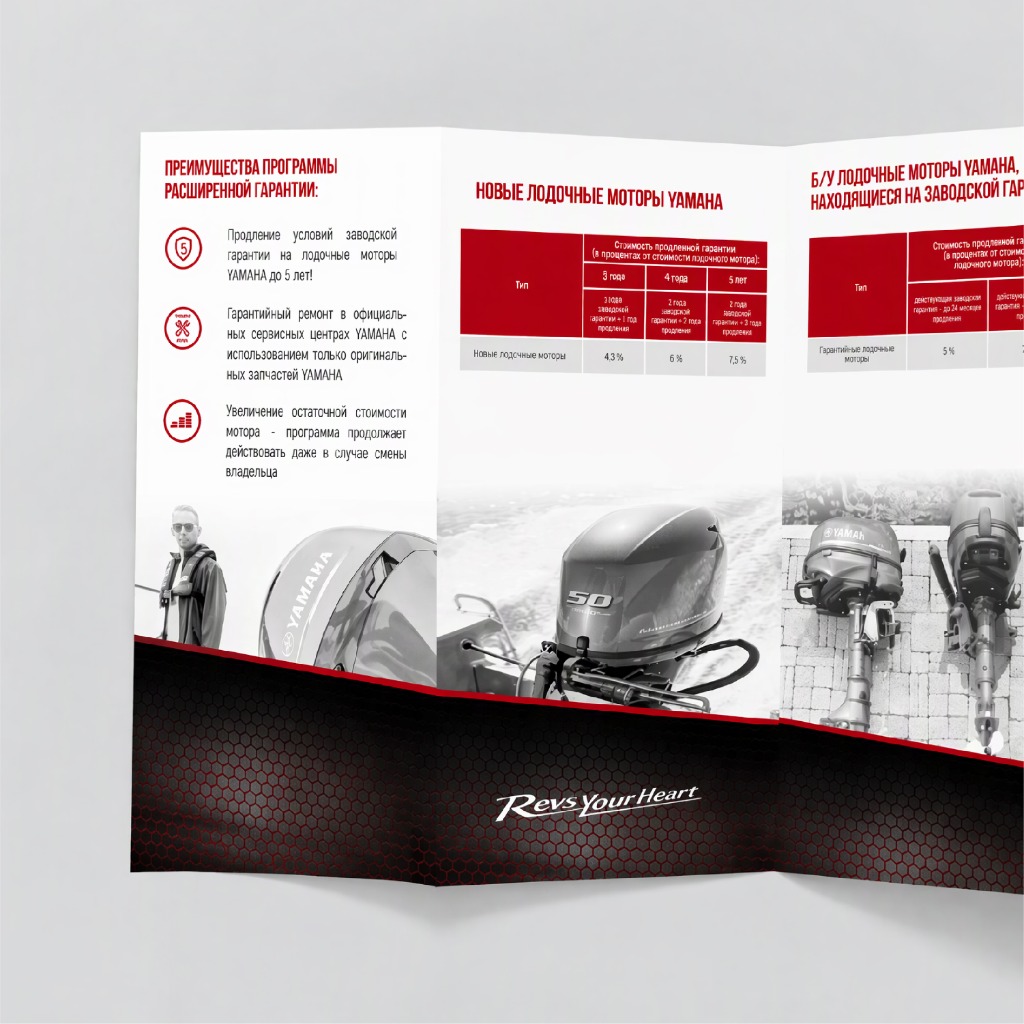 ПРЕИМУЩЕСТВА ПРОГРАММЫ
РАСШИРЕННОЙ ГАРАНТИИ:
5
Продление условий заводской
гарантии на лодочные моторы
YAMAHA до 5 лет!
Гарантийный ремонт в официаль-
ных сервисных центрах YAMAHA с
использованием только оригиналь-
ных запчастей YAMAHA
Увеличение остаточной стоимости
мотора - программа продолжает
действовать даже в случае смены
владельца
YAMAHA
НОВЫЕ ЛОДОЧНЫЕ МОТОРЫ YAMAHA
Тип
Стоимость продленной гарантии
(в процентах от стоимости лодочного мотора):
3 года
4 года
5 лет
3 года
заводской
гарантии + 1 год
продления
2 года
заводской
гарантии + 2 года
продления
2 года
заводской
гарантии + 3 года
продления
Новые лодочные моторы
4,3 %
6 %
7,5 %
50
Revs Your Heart
Б/У ЛОДОЧНЫЕ МОТОРЫ YAMAHA,
НАХОДЯЩИЕСЯ НА ЗАВОДСКОЙ ГАР
Тип
Стоимость продленной га
(в процентах от стоимос
лодочного мотора):
действующая заводская
гарантия - до 24 месяцев
продления
Гарантийные лодочные
моторы
5 %
YAMAH